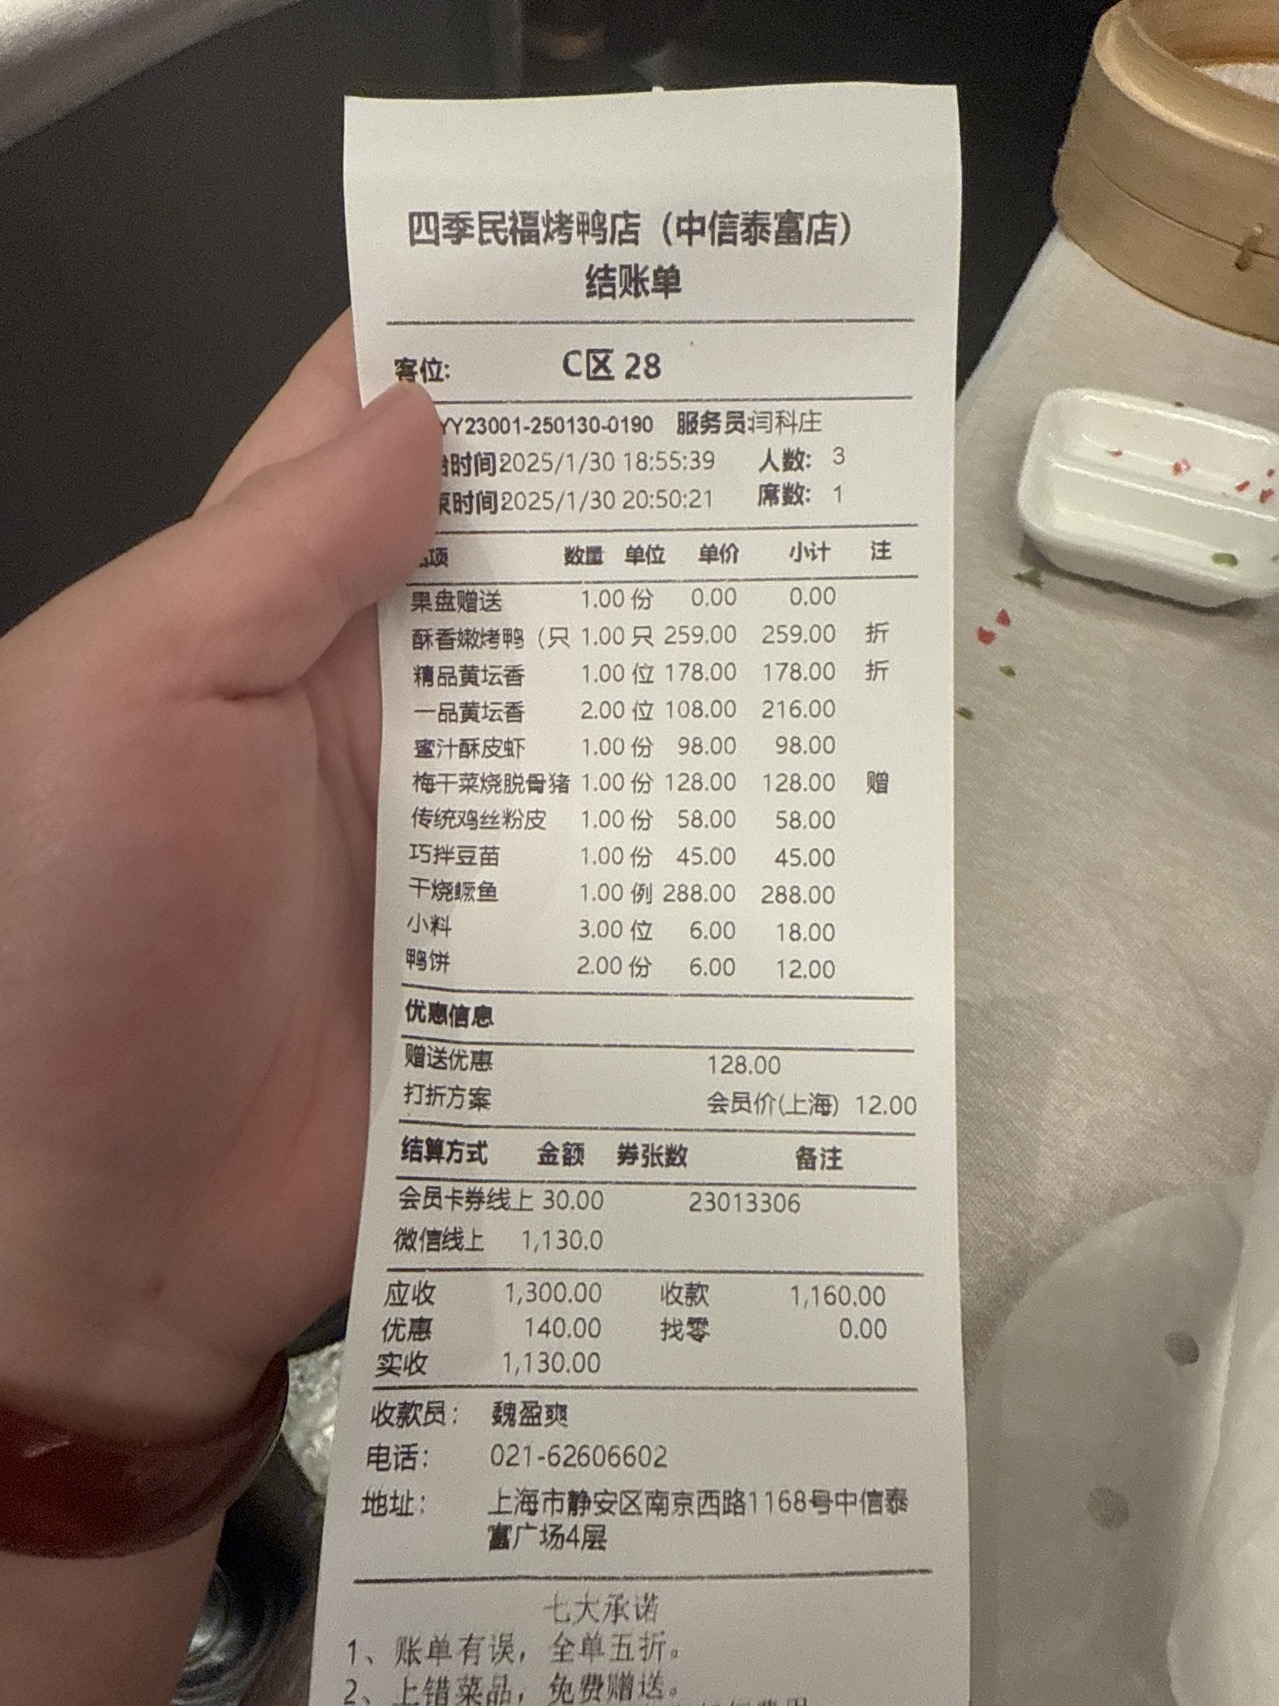 四季民福烤鸭店（中信泰富店）
结账单
客位: C区 28
YY23001-250130-0190 服务员:闫科庄
时间2025/1/30 18:55:39 人数: 3
时间2025/1/30 20:50:21 席数: 1
项 数量 单位 单价 小计 注
果盘赠送 1.00 份 0.00 0.00
酥香嫩烤鸭（只 1.00 只 259.00 259.00 折
精品黄坛香 1.00 位 178.00 178.00 折
一品黄坛香 2.00 位 108.00 216.00
蜜汁酥皮虾 1.00 份 98.00 98.00
梅干菜烧脱骨猪 1.00 份 128.00 128.00 赠
传统鸡丝粉皮 1.00 份 58.00 58.00
巧拌豆苗 1.00 份 45.00 45.00
干烧鳜鱼 1.00 例 288.00 288.00
小料 3.00 位 6.00 18.00
鸭饼 2.00 份 6.00 12.00
优惠信息
赠送优惠 128.00
打折方案 会员价(上海) 12.00
结算方式 金额 券张数 备注
会员卡券线上 30.00 23013306
微信线上 1,130.0
应收 1,300.00 收款 1,160.00
优惠 140.00 找零 0.00
实收 1,130.00
收款员: 魏盈爽
电话: 021-62606602
地址: 上海市静安区南京西路1168号中信泰
富广场4层
七大承诺
1、账单有误，全单五折。
2、上错菜品，免费赠送。